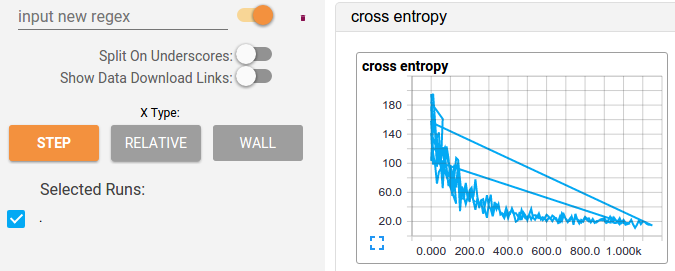 input new regex
Split On Underscores:
Show Data Download Links:
X Type:
STEP RELATIVE WALL
Selected Runs:
.
cross entropy
cross entropy
180
140
100
60.0
20.0
0.000 200.0 400.0 600.0 800.0 1.000k